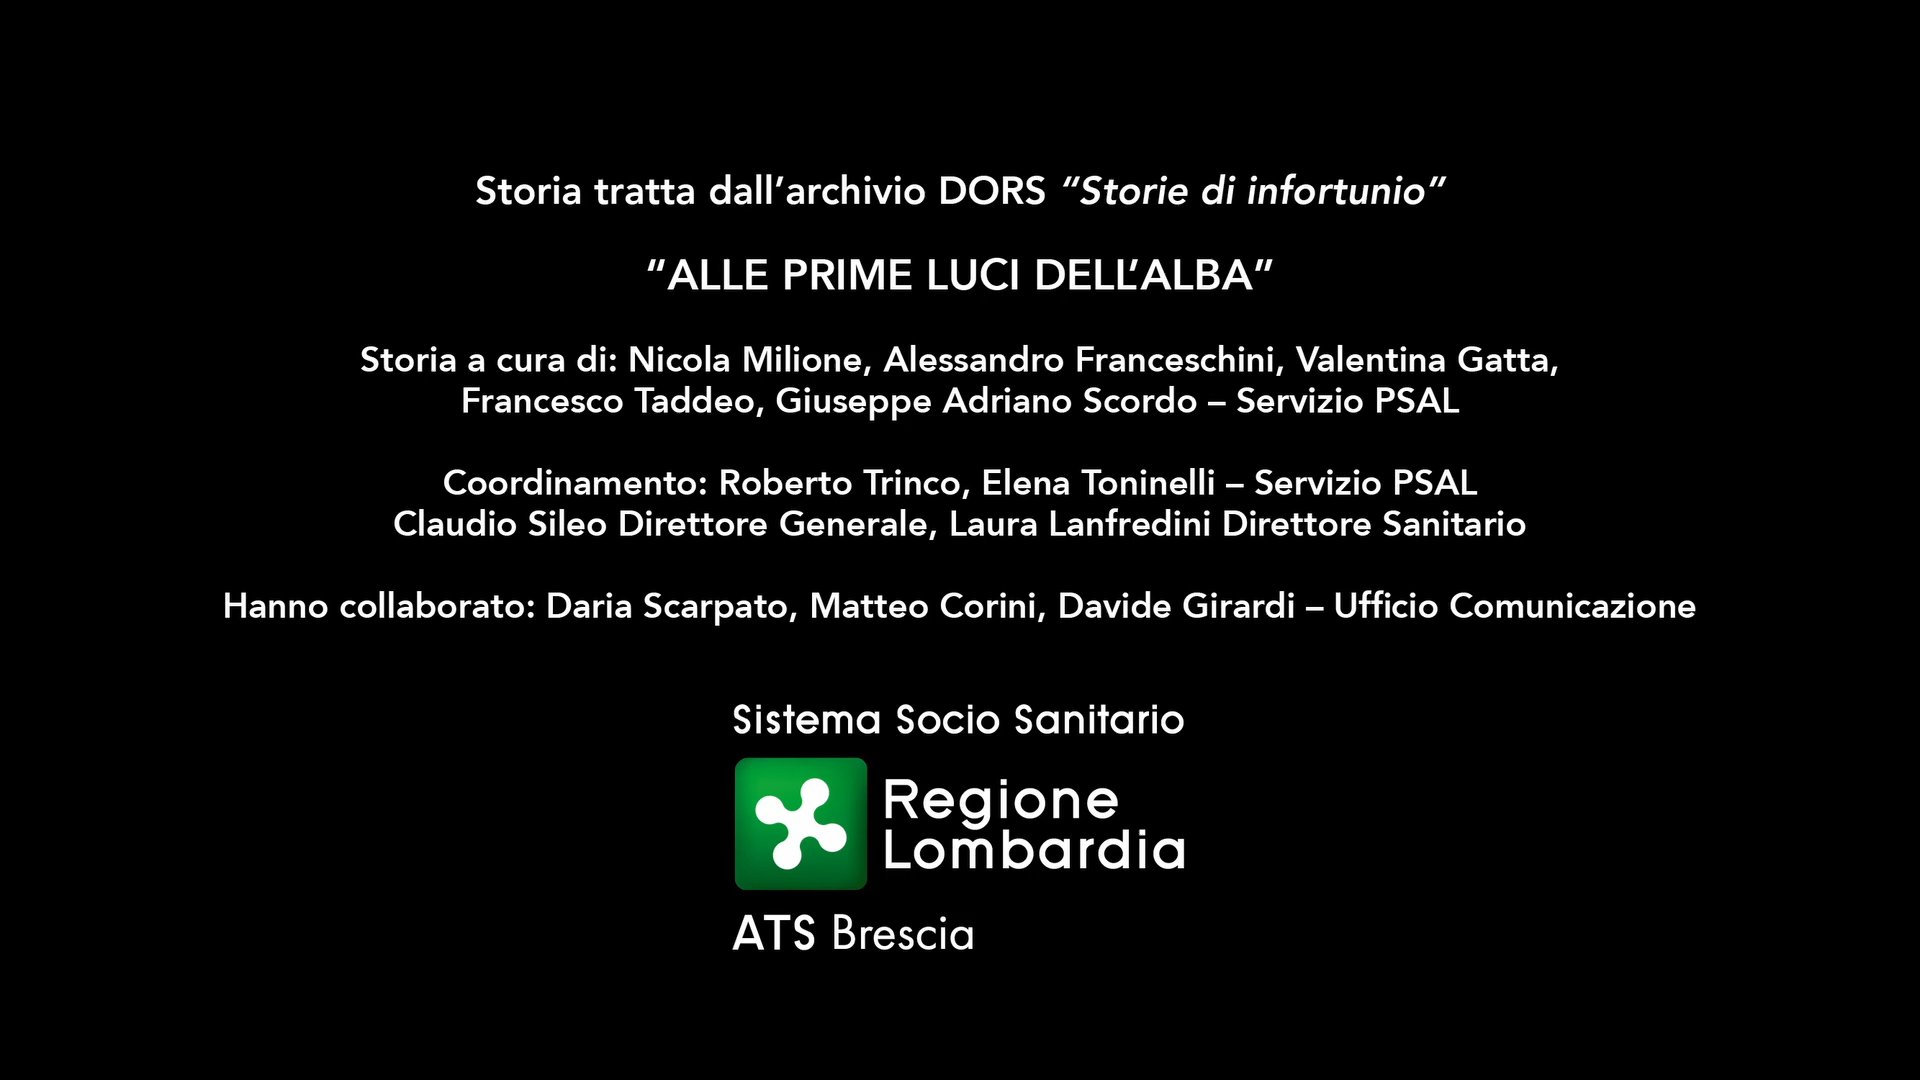 Storia tratta dall’archivio DORS “Storie di infortunio”
“ALLE PRIME LUCI DELL’ALBA”
Storia a cura di: Nicola Milione, Alessandro Franceschini, Valentina Gatta,
Francesco Taddeo, Giuseppe Adriano Scordo – Servizio PSAL
Coordinamento: Roberto Trinco, Elena Toninelli – Servizio PSAL
Claudio Sileo Direttore Generale, Laura Lanfredini Direttore Sanitario
Hanno collaborato: Daria Scarpato, Matteo Corini, Davide Girardi – Ufficio Comunicazione
Sistema Socio Sanitario
Regione
Lombardia
ATS Brescia